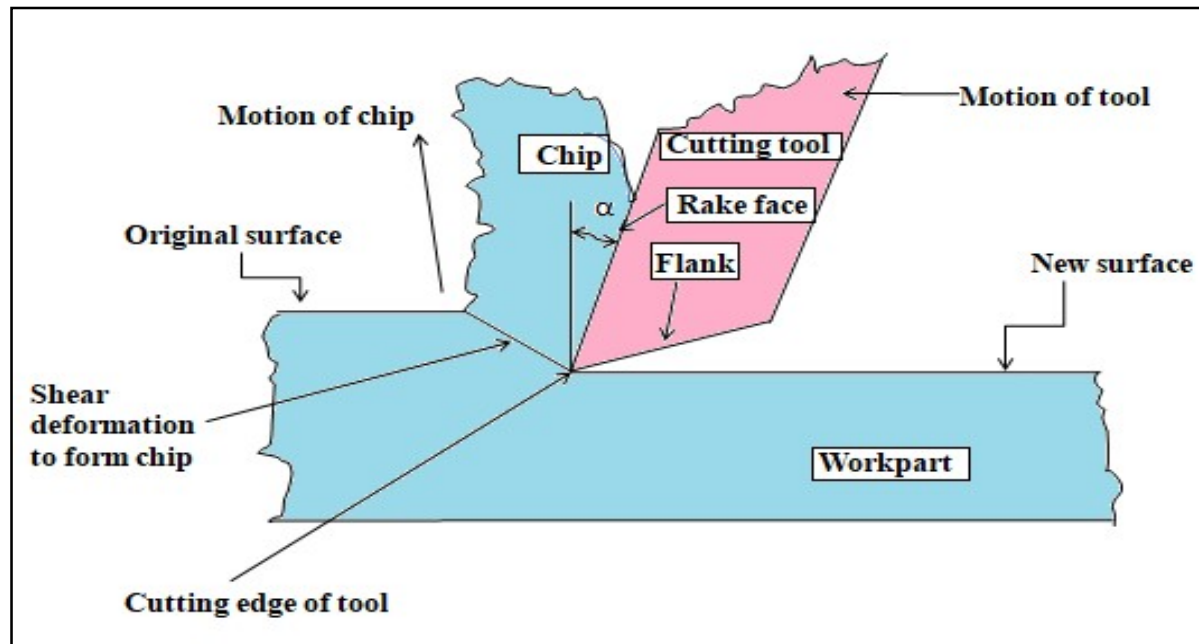 Motion of chip
Motion of tool
Chip
Cutting tool
α
Rake face
Original surface
Flank
New surface
Shear
deformation
to form chip
Workpart
Cutting edge of tool